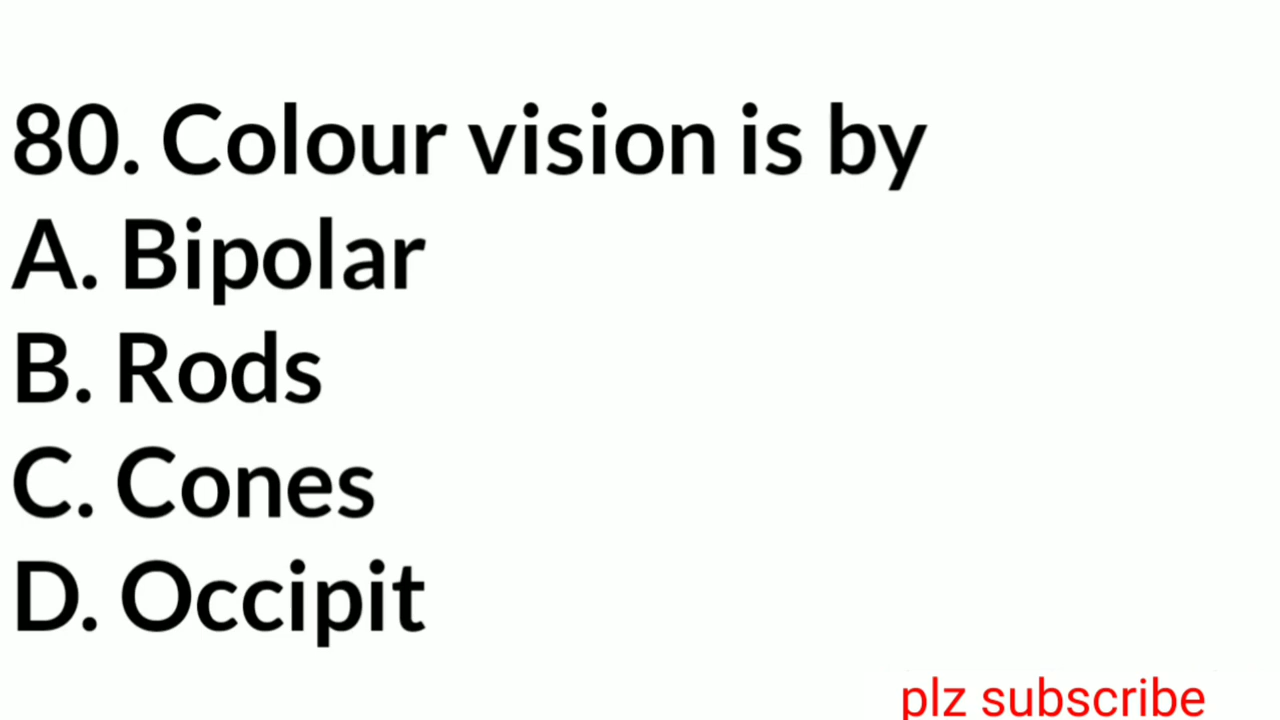 80. Colour vision is by
A. Bipolar
B. Rods
C. Cones
D. Occipit
plz subscribe